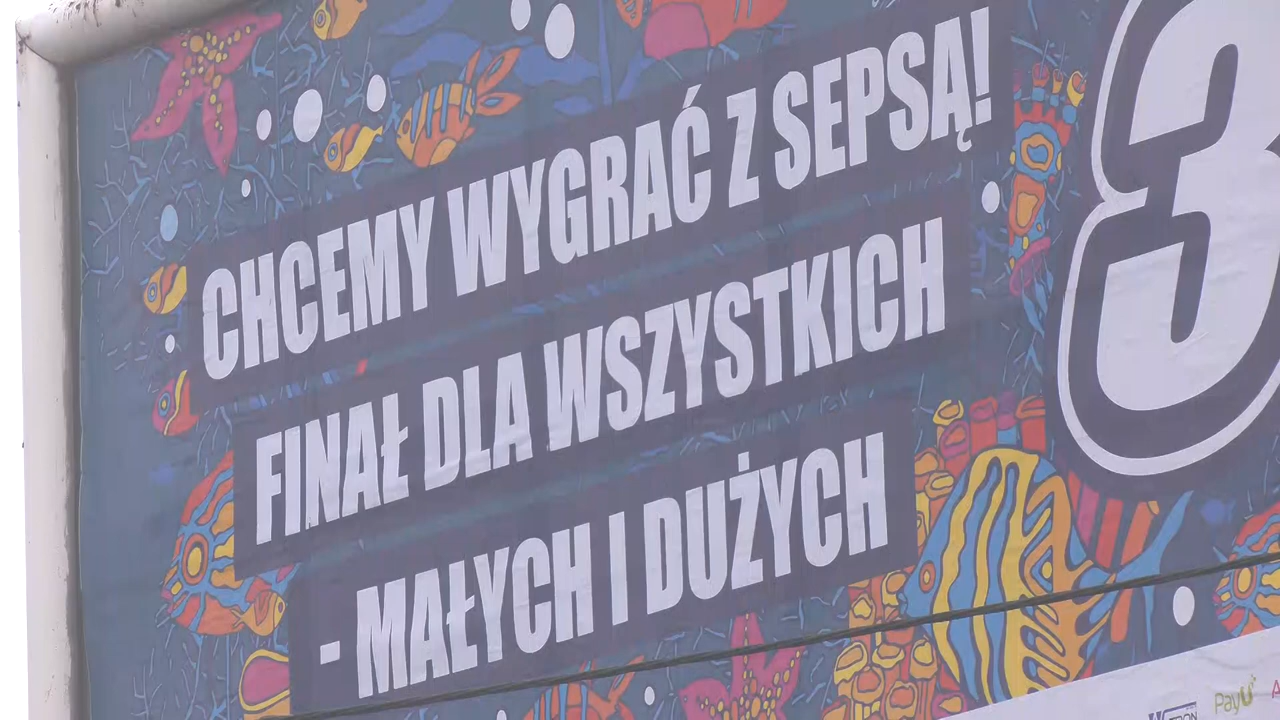 CHCEMY WYGRAĆ Z SEPSĄ!
FINAŁ DLA WSZYSTKICH
- MAŁYCH I DUŻYCH
3
PayU